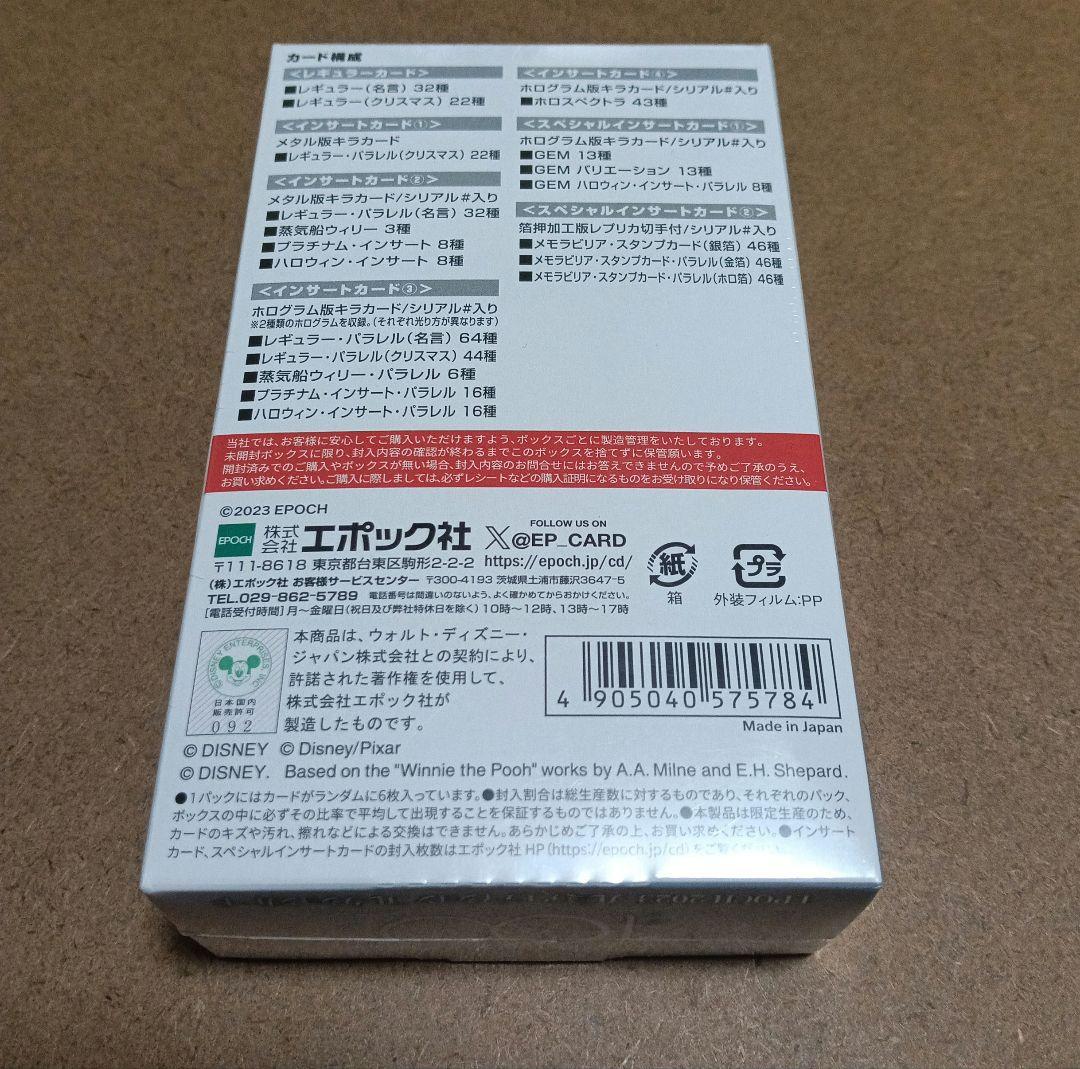 カード構成
<レギュラーカード>
■レギュラー(名言) 32種
■レギュラー(クリスマス) 22種
<インサートカード①>
メタル版キラカード
■レギュラー・パラレル(クリスマス) 22種
<インサートカード②>
メタル版キラカード/シリアル#入り
■レギュラー・パラレル(名言) 32種
■蒸気船ウィリー 3種
■プラチナム・インサート 8種
■ハロウィン・インサート 8種
<インサートカード③>
ホログラム版キラカード/シリアル#入り
※2種類のホログラムを収録。(それぞれ光り方が異なります)
■レギュラー・パラレル(名言) 64種
■レギュラー・パラレル(クリスマス) 44種
■蒸気船ウィリー・パラレル 6種
■プラチナム・インサート・パラレル 16種
■ハロウィン・インサート・パラレル 16種
<インサートカード④>
ホログラム版キラカード/シリアル#入り
■ホロスペクトラ 43種
<スペシャルインサートカード①>
ホログラム版キラカード/シリアル#入り
■GEM 13種
■GEM バリエーション 13種
■GEM ハロウィン・インサート・パラレル 8種
<スペシャルインサートカード②>
箔押加工版レプリカ切手付/シリアル#入り
■メモラビリア・スタンプカード(銀箔) 46種
■メモラビリア・スタンプカード・パラレル(金箔) 46種
■メモラビリア・スタンプカード・パラレル(ホロ箔) 46種
当社では、お客様に安心してご購入いただけますよう、ボックスごとに製造管理をいたしております。
未開封ボックスに限り、封入内容の確認が終わるまでこのボックスを捨てずに保管願います。
開封済みでのご購入やボックスが無い場合、封入内容のお問合せにはお答えできませんので予めご了承のうえ、
お買い求めください。ご購入に際しましては、必ずレシートなどの購入証明になるものをお受け取りになり保管ください。
©2023 EPOCH
EPOCH 株式会社 エポック社
FOLLOW US ON
X @EP_CARD
〒111-8618 東京都台東区駒形2-2-2 https://epoch.jp/cd/
(株)エポック社 お客様サービスセンター 〒300-4193 茨城県土浦市藤沢3647-5
TEL.029-862-5789 電話番号は間違いのないよう、よく確かめておかけください。
[電話受付時間] 月~金曜日(祝日及び弊社特休日を除く) 10時~12時、13時~17時
紙
箱
プラ
外装フィルム:PP
©DISNEY ENTERPRISES, INC.
日本国内
販売許可
092
本商品は、ウォルト・ディズニー・
ジャパン株式会社との契約により、
許諾された著作権を使用して、
株式会社エポック社が
製造したものです。
4 905040 575784
Made in Japan
© DISNEY © Disney/Pixar
© DISNEY. Based on the "Winnie the Pooh" works by A.A. Milne and E.H. Shepard.
●1パックにはカードがランダムに6枚入っています。●封入割合は総生産数に対するものであり、それぞれのパック、
ボックスの中に必ずその比率で平均して出現することを保証するものではありません。●本製品は限定生産のため、
カードのキズや汚れ、擦れなどによる交換はできません。あらかじめご了承の上、お買い求めください。●インサート
カード、スペシャルインサートカードの封入枚数はエポック社 HP(https://epoch.jp/cd)をご覧ください。